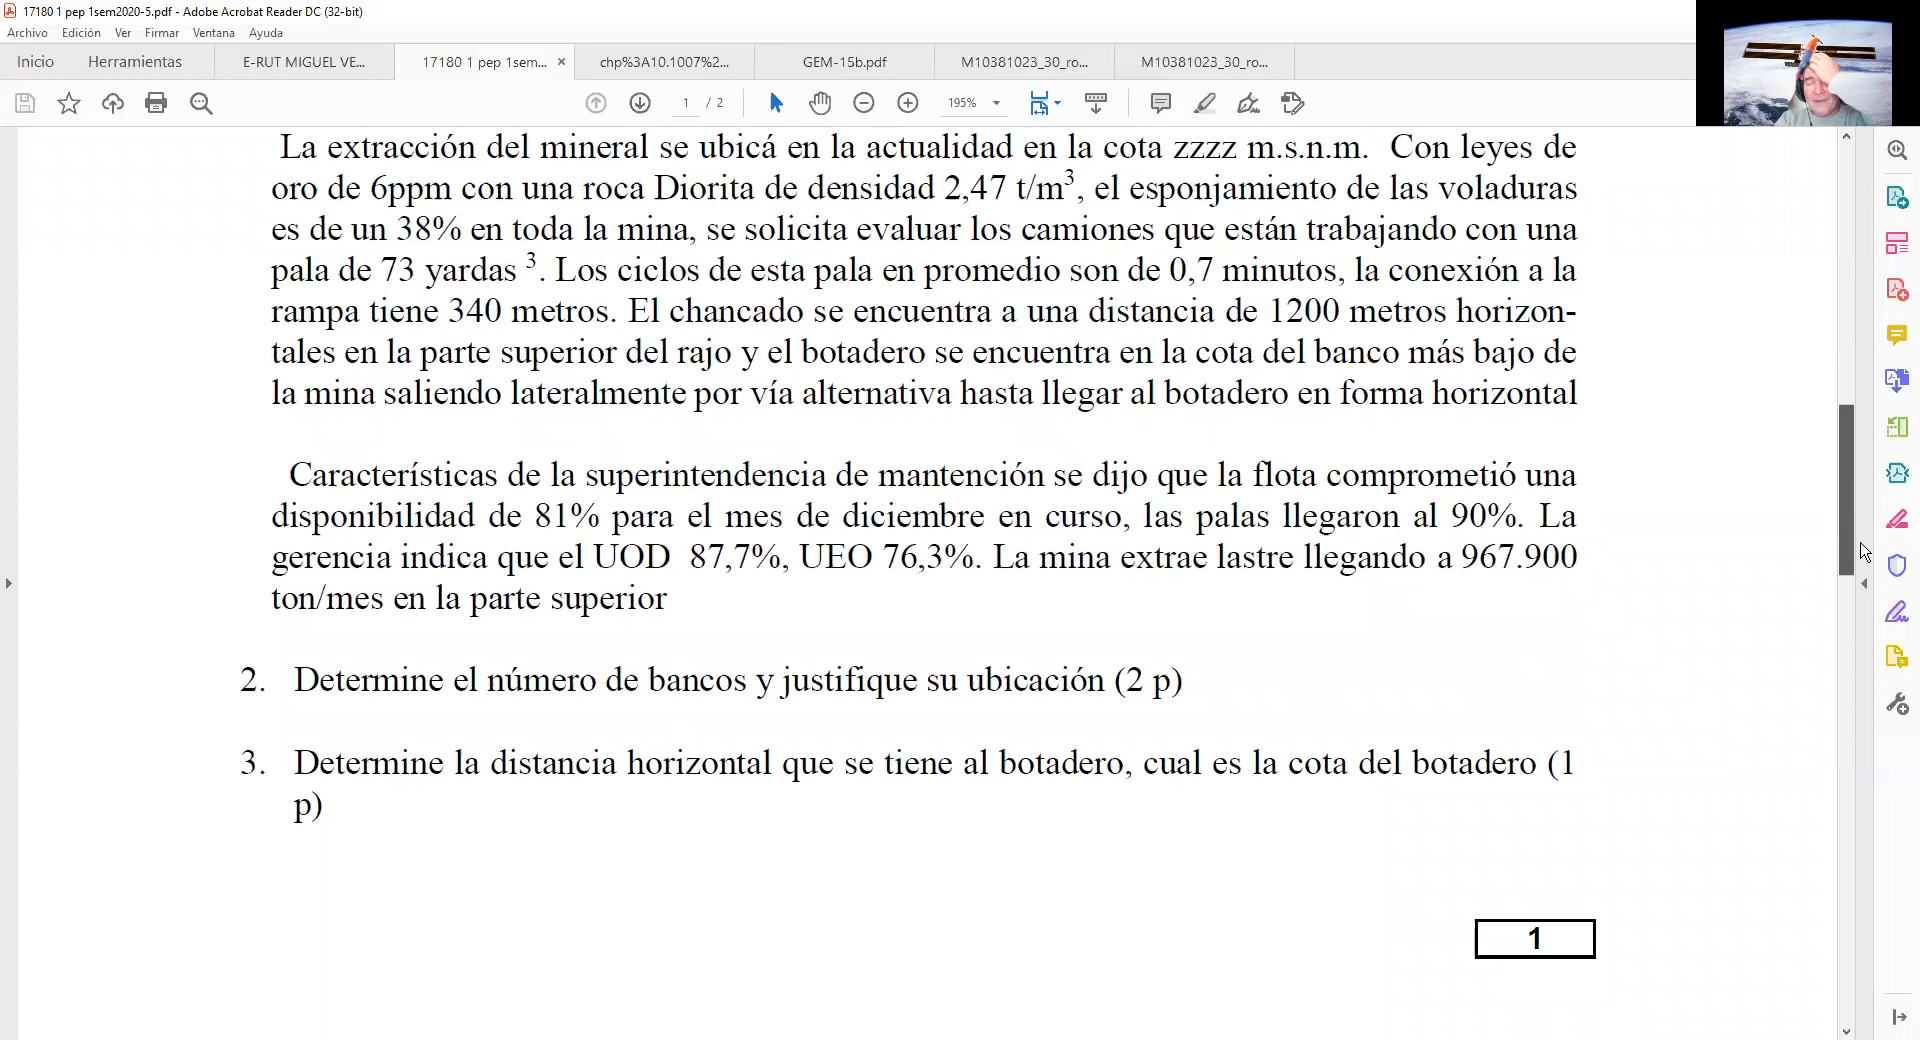 17180 1 pep 1sem2020-5.pdf - Adobe Acrobat Reader DC (32-bit)
Archivo Edición Ver Firmar Ventana Ayuda
Inicio Herramientas E-RUT MIGUEL VE... 17180 1 pep 1sem... × chp%3A10.1007%2... GEM-15b.pdf M10381023_30_ro... M10381023_30_ro...
1 / 2 195%
La extracción del mineral se ubicá en la actualidad en la cota zzzz m.s.n.m. Con leyes de
oro de 6ppm con una roca Diorita de densidad 2,47 t/m³, el esponjamiento de las voladuras
es de un 38% en toda la mina, se solicita evaluar los camiones que están trabajando con una
pala de 73 yardas ³. Los ciclos de esta pala en promedio son de 0,7 minutos, la conexión a la
rampa tiene 340 metros. El chancado se encuentra a una distancia de 1200 metros horizon-
tales en la parte superior del rajo y el botadero se encuentra en la cota del banco más bajo de
la mina saliendo lateralmente por vía alternativa hasta llegar al botadero en forma horizontal
Características de la superintendencia de mantención se dijo que la flota comprometió una
disponibilidad de 81% para el mes de diciembre en curso, las palas llegaron al 90%. La
gerencia indica que el UOD 87,7%, UEO 76,3%. La mina extrae lastre llegando a 967.900
ton/mes en la parte superior
2. Determine el número de bancos y justifique su ubicación (2 p)
3. Determine la distancia horizontal que se tiene al botadero, cual es la cota del botadero (1
p)
1